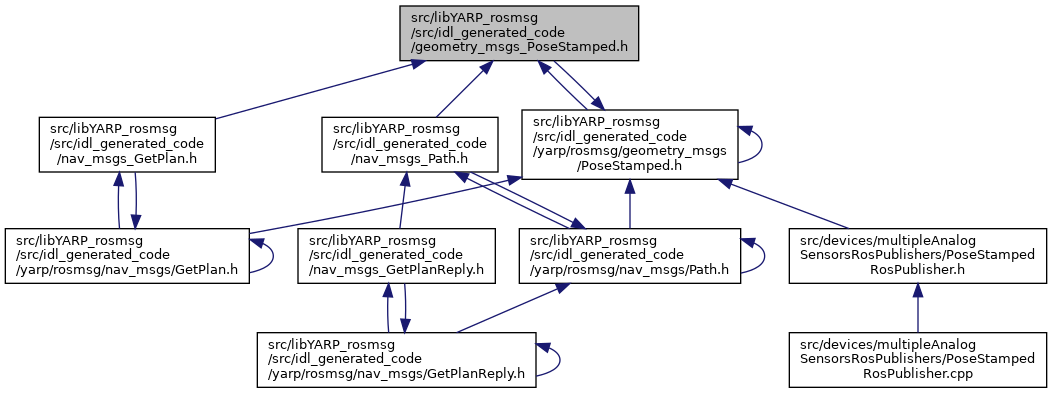 src/libYARP_rosmsg
/src/idl_generated_code
/geometry_msgs_PoseStamped.h
src/libYARP_rosmsg
/src/idl_generated_code
/nav_msgs_GetPlan.h
src/libYARP_rosmsg
/src/idl_generated_code
/nav_msgs_Path.h
src/libYARP_rosmsg
/src/idl_generated_code
/yarp/rosmsg/geometry_msgs
/PoseStamped.h
src/libYARP_rosmsg
/src/idl_generated_code
/yarp/rosmsg/nav_msgs/GetPlan.h
src/libYARP_rosmsg
/src/idl_generated_code
/nav_msgs_GetPlanReply.h
src/libYARP_rosmsg
/src/idl_generated_code
/yarp/rosmsg/nav_msgs/Path.h
src/devices/multipleAnalog
SensorsRosPublishers/PoseStamped
RosPublisher.h
src/libYARP_rosmsg
/src/idl_generated_code
/yarp/rosmsg/nav_msgs/GetPlanReply.h
src/devices/multipleAnalog
SensorsRosPublishers/PoseStamped
RosPublisher.cpp